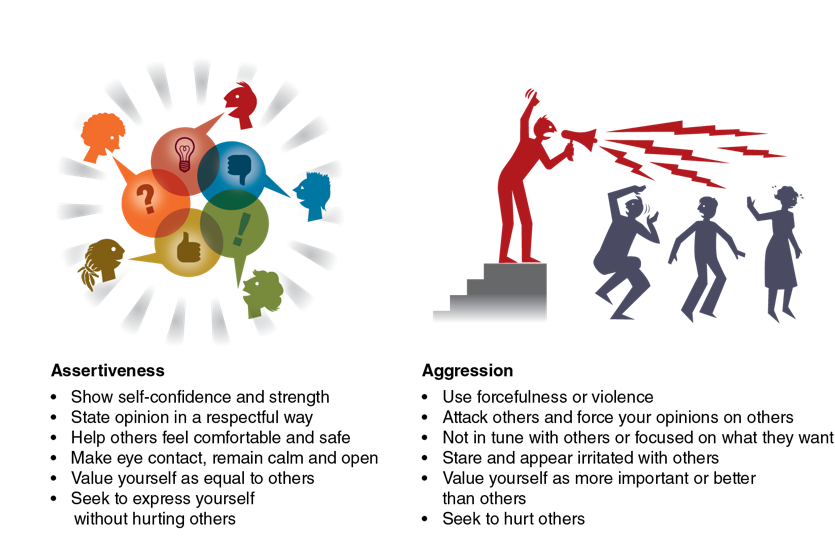 Assertiveness
• Show self-confidence and strength
• State opinion in a respectful way
• Help others feel comfortable and safe
• Make eye contact, remain calm and open
• Value yourself as equal to others
• Seek to express yourself
without hurting others
Aggression
• Use forcefulness or violence
• Attack others and force your opinions on others
• Not in tune with others or focused on what they want
• Stare and appear irritated with others
• Value yourself as more important or better
than others
• Seek to hurt others
?
!